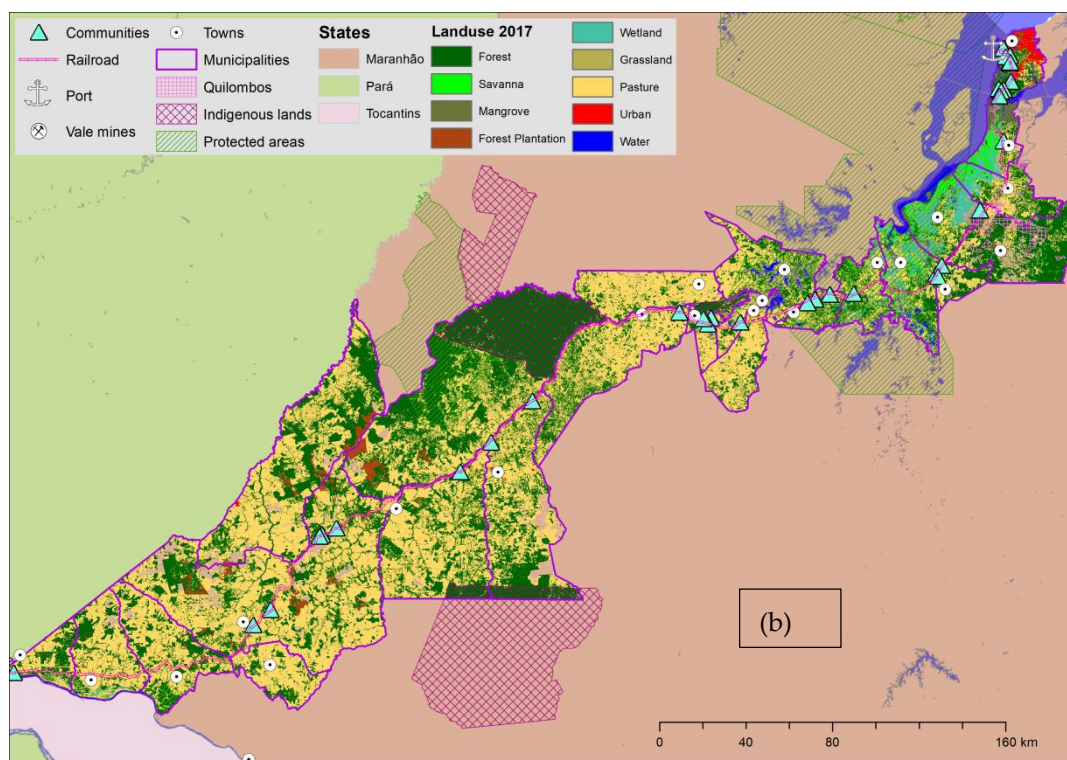 Communities
Railroad
Port
Vale mines
Towns
Municipalities
Quilombos
Indigenous lands
Protected areas
States
Maranhão
Pará
Tocantins
Landuse 2017
Forest
Savanna
Mangrove
Forest Plantation
Wetland
Grassland
Pasture
Urban
Water
(b)
0 40 80 160 km